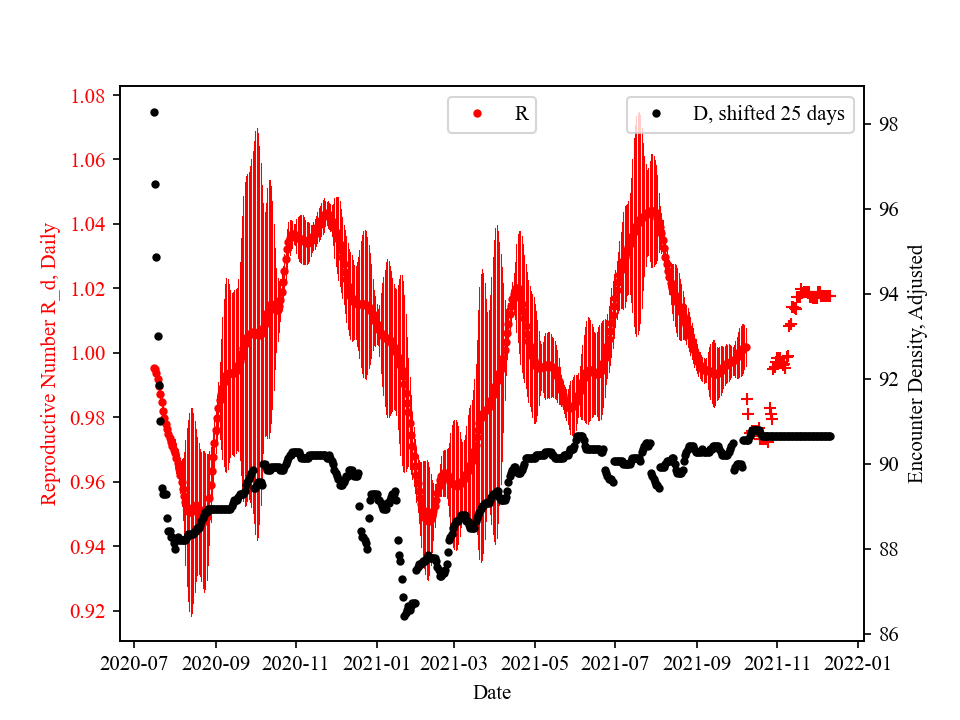 R
D, shifted 25 days
1.08
1.06
1.04
1.02
1.00
0.98
0.96
0.94
0.92
Reproductive Number R_d, Daily
98
96
94
92
90
88
86
Encounter Density, Adjusted
2020-07 2020-09 2020-11 2021-01 2021-03 2021-05 2021-07 2021-09 2021-11 2022-01
Date